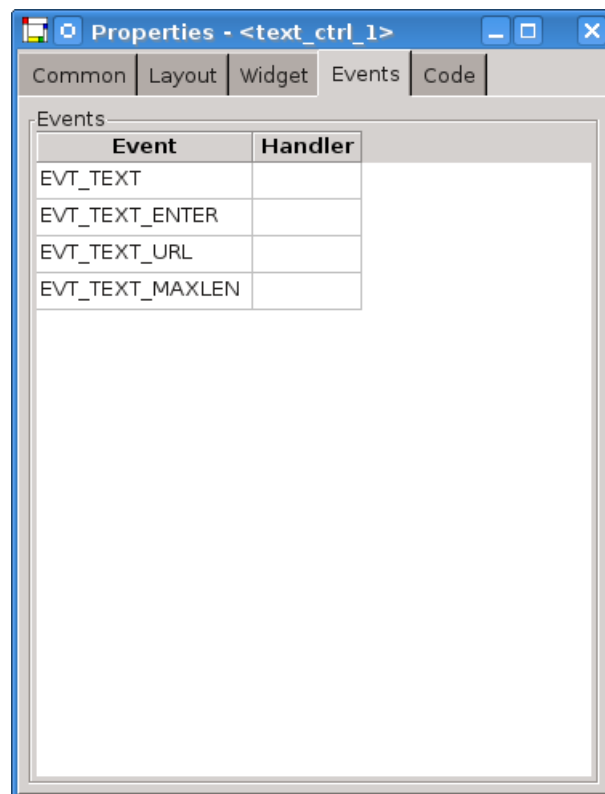 Properties - <text_ctrl_1>
Common Layout Widget Events Code
Events
Event Handler
EVT_TEXT
EVT_TEXT_ENTER
EVT_TEXT_URL
EVT_TEXT_MAXLEN